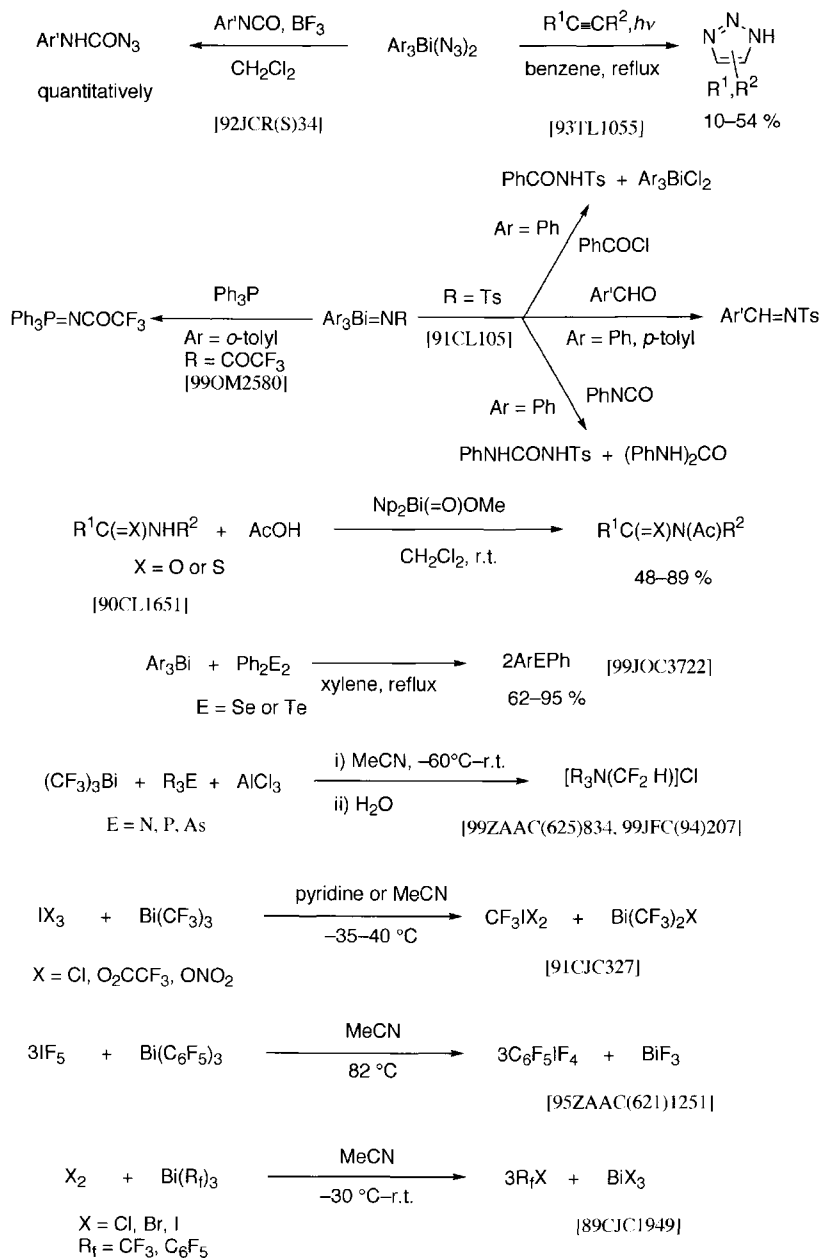 Ar'NHCON₃ Ar'NCO, BF₃ CH₂Cl₂ Ar₃Bi(N₃)₂ R¹C≡CR², hν benzene, reflux N N NH R¹,R²
quantitatively [92JCR(S)34] [93TL1055] 10–54 %
PhCONHTs + Ar₃BiCl₂
Ar = Ph PhCOCl
Ph₃P=NCOCF₃ Ph₃P Ar₃Bi=NR R = Ts Ar'CHO Ar'CH=NTs
Ar = o-tolyl [91CL105] Ar = Ph, p-tolyl
R = COCF₃
[99OM2580] Ar = Ph PhNCO
PhNHCONHTs + (PhNH)₂CO
R¹C(=X)NHR² + AcOH Np₂Bi(=O)OMe R¹C(=X)N(Ac)R²
X = O or S CH₂Cl₂, r.t. 48–89 %
[90CL1651]
Ar₃Bi + Ph₂E₂ xylene, reflux 2ArEPh [99JOC3722]
E = Se or Te 62–95 %
(CF₃)₃Bi + R₃E + AlCl₃ i) MeCN, –60°C–r.t. [R₃N(CF₂H)]Cl
E = N, P, As ii) H₂O [99ZAAC(625)834, 99JFC(94)207]
IX₃ + Bi(CF₃)₃ pyridine or MeCN CF₃IX₂ + Bi(CF₃)₂X
–35–40 °C [91CJC327]
X = Cl, O₂CCF₃, ONO₂
3IF₅ + Bi(C₆F₅)₃ MeCN 3C₆F₅IF₄ + BiF₃
82 °C [95ZAAC(621)1251]
X₂ + Bi(R_f)₃ MeCN 3R_fX + BiX₃
–30 °C–r.t. [89CJC1949]
X = Cl, Br, I
R_f = CF₃, C₆F₅